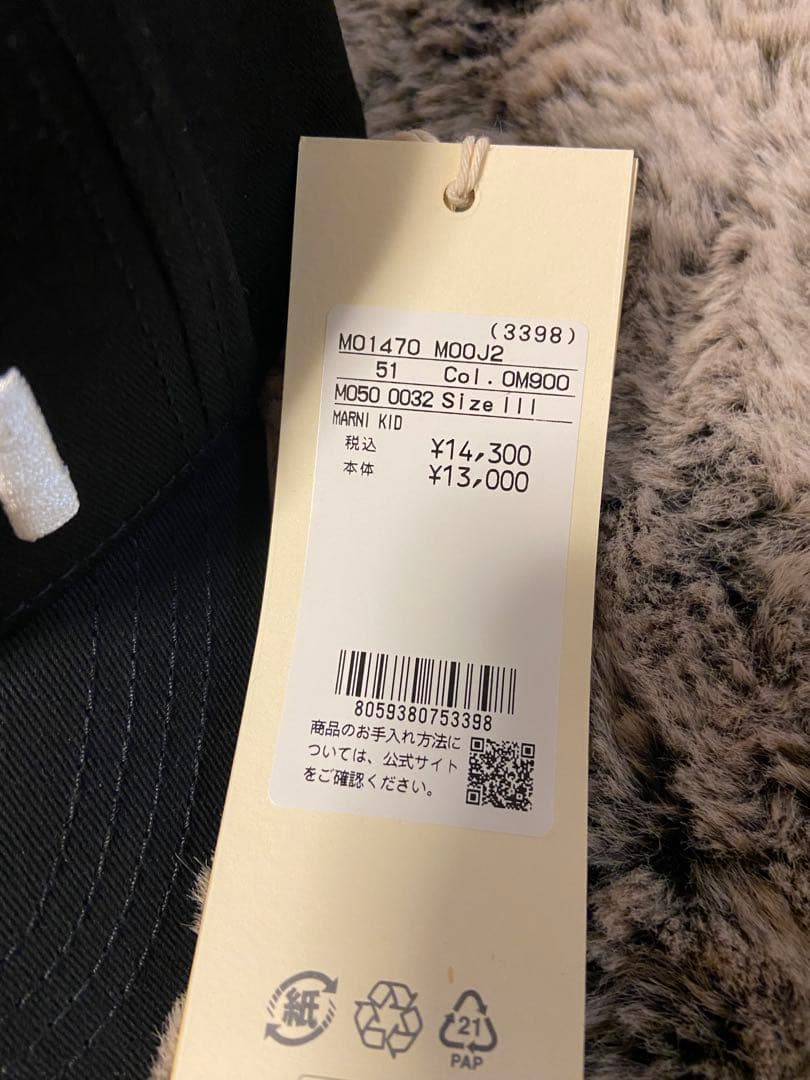 (3398)
M01470 M00J2
51 Col. 0M900
M050 0032 Size III
MARNI KID
税込 ¥14,300
本体 ¥13,000
8059380753398
商品のお手入れ方法に
ついては、公式サイト
をご確認ください。
紙
21
PAP